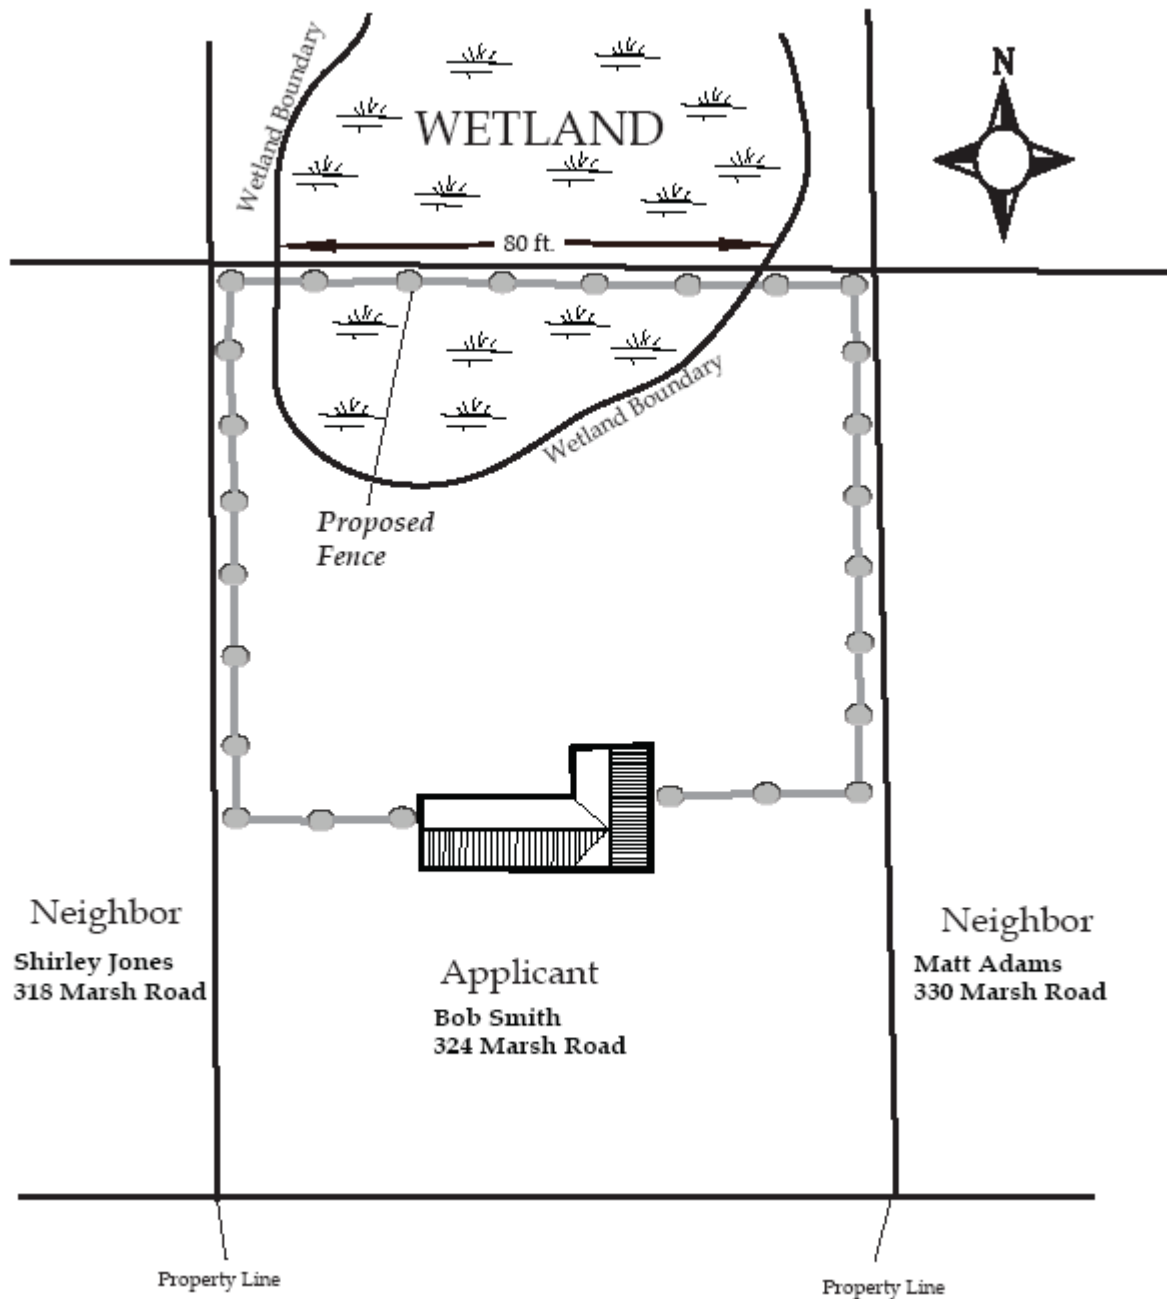 N
Wetland Boundary
WETLAND
80 ft.
Wetland Boundary
Proposed
Fence
Neighbor
Shirley Jones
318 Marsh Road
Applicant
Bob Smith
324 Marsh Road
Neighbor
Matt Adams
330 Marsh Road
Property Line
Property Line